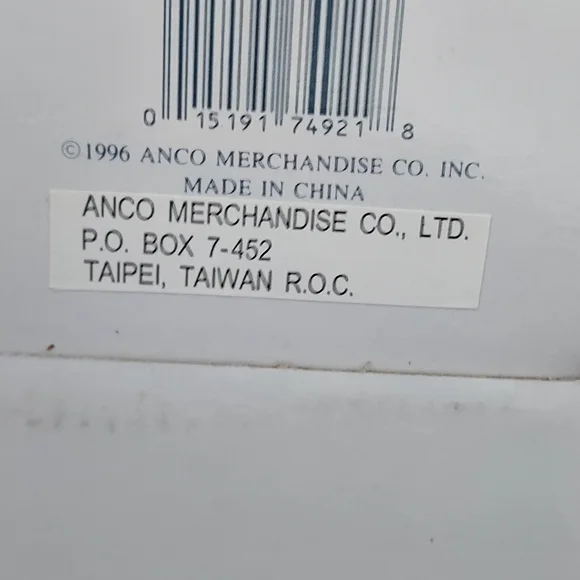 0 15191 74921 8
©1996 ANCO MERCHANDISE CO. INC.
MADE IN CHINA
ANCO MERCHANDISE CO., LTD.
P.O. BOX 7-452
TAIPEI, TAIWAN R.O.C.